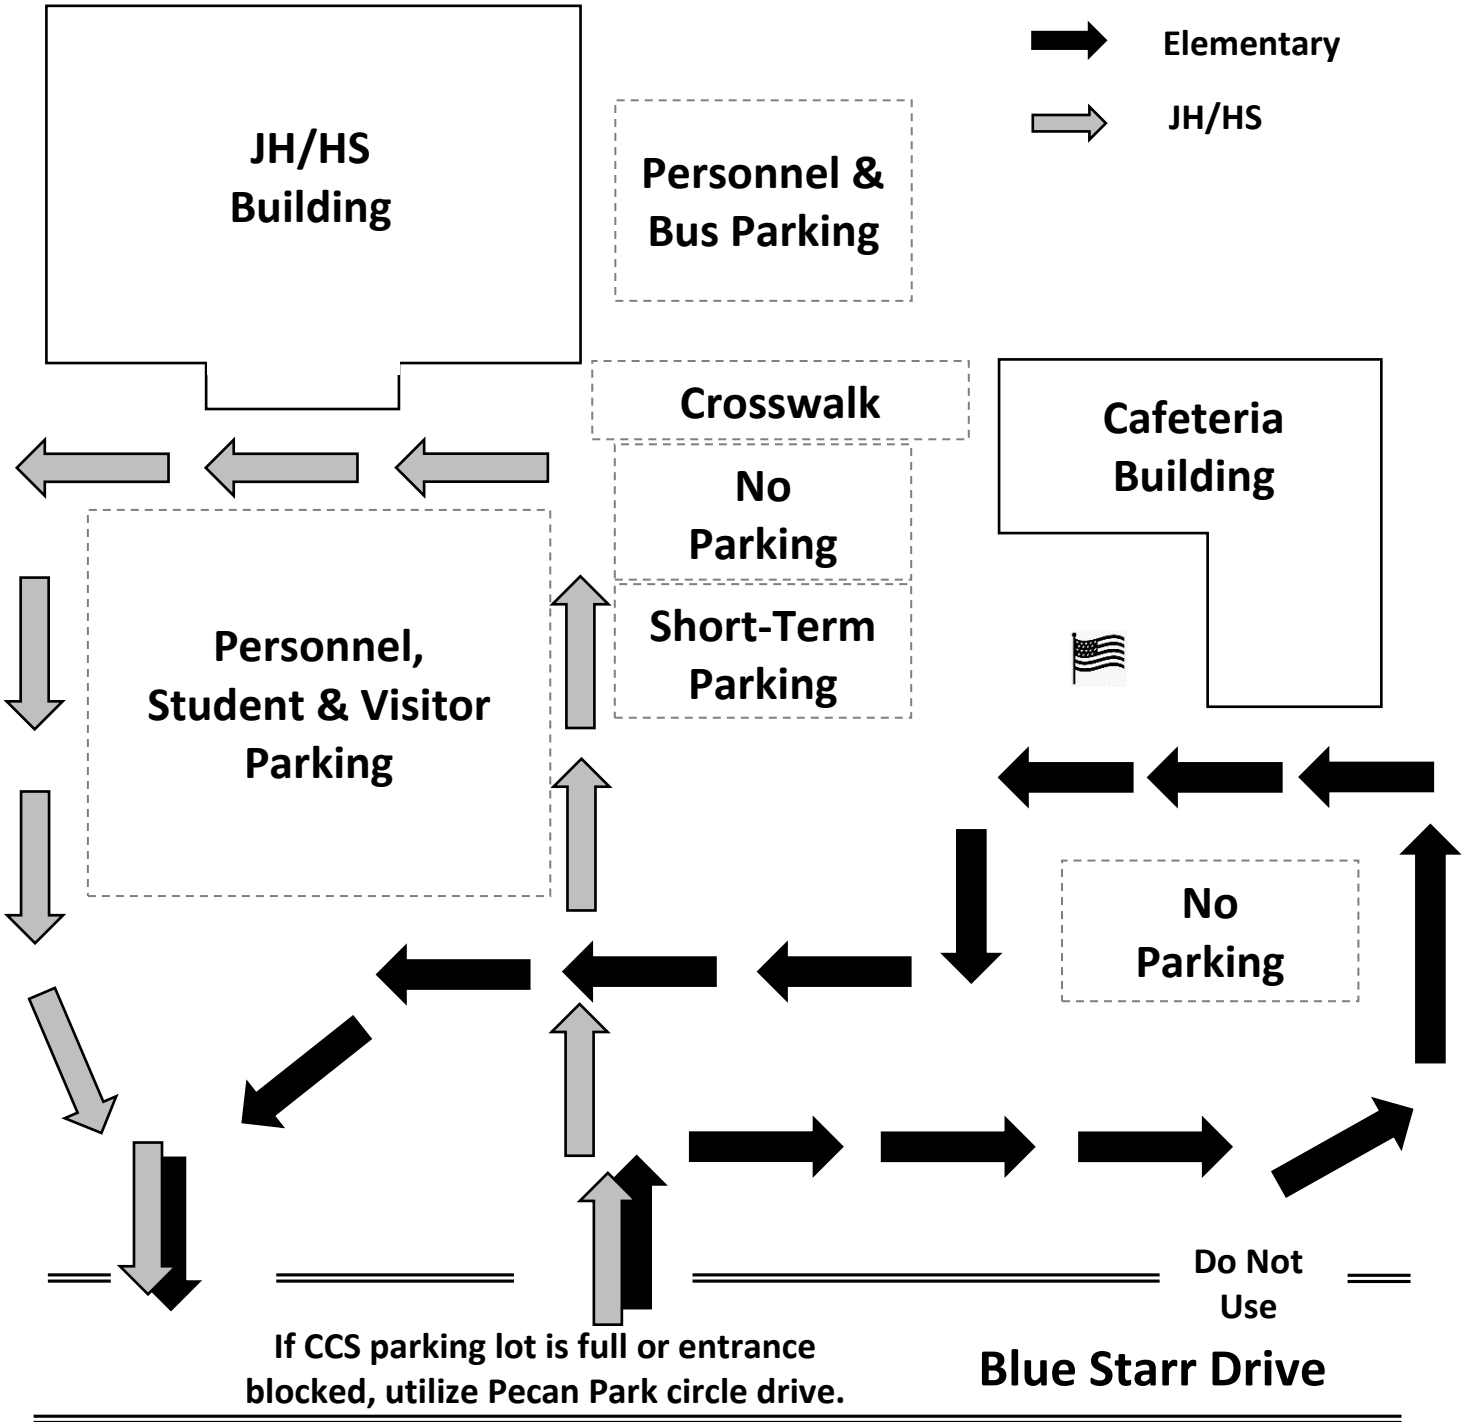 Elementary
JH/HS
JH/HS
Building
Personnel &
Bus Parking
Crosswalk
Cafeteria
Building
No
Parking
Short-Term
Parking
Personnel,
Student & Visitor
Parking
No
Parking
Do Not
Use
If CCS parking lot is full or entrance
blocked, utilize Pecan Park circle drive.
Blue Starr Drive